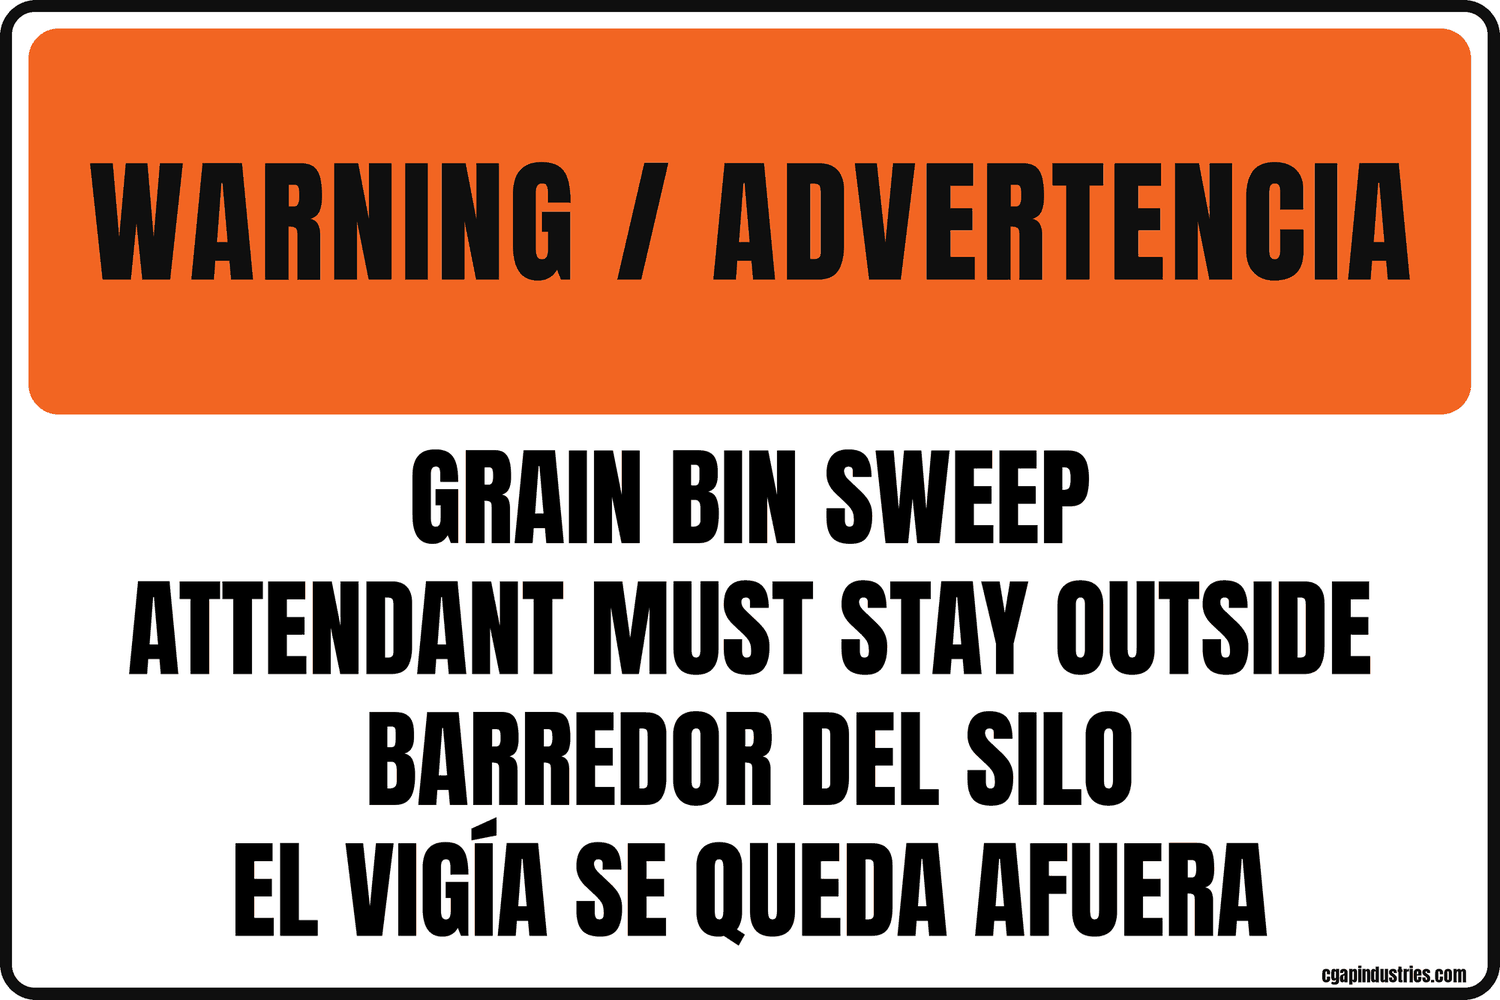 WARNING / ADVERTENCIA
GRAIN BIN SWEEP
ATTENDANT MUST STAY OUTSIDE
BARREDOR DEL SILO
EL VIGÍA SE QUEDA AFUERA
cgapindustries.com